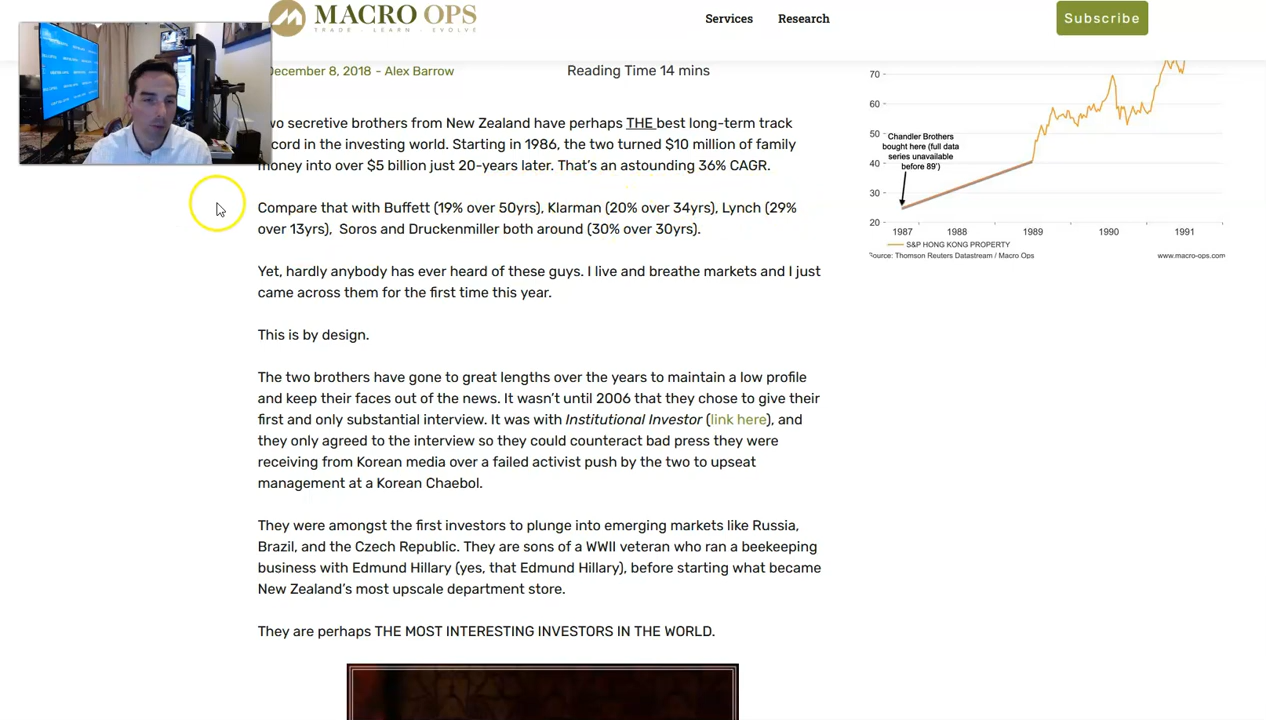 MACRO OPS
TRADE · LEARN · EVOLVE
Services
Research
Subscribe
December 8, 2018 - Alex Barrow
Reading Time 14 mins
wo secretive brothers from New Zealand have perhaps THE best long-term track
cord in the investing world. Starting in 1986, the two turned $10 million of family
money into over $5 billion just 20-years later. That's an astounding 36% CAGR.
Compare that with Buffett (19% over 50yrs), Klarman (20% over 34yrs), Lynch (29%
over 13yrs), Soros and Druckenmiller both around (30% over 30yrs).
Yet, hardly anybody has ever heard of these guys. I live and breathe markets and I just
came across them for the first time this year.
This is by design.
The two brothers have gone to great lengths over the years to maintain a low profile
and keep their faces out of the news. It wasn't until 2006 that they chose to give their
first and only substantial interview. It was with Institutional Investor (link here), and
they only agreed to the interview so they could counteract bad press they were
receiving from Korean media over a failed activist push by the two to upseat
management at a Korean Chaebol.
They were amongst the first investors to plunge into emerging markets like Russia,
Brazil, and the Czech Republic. They are sons of a WWII veteran who ran a beekeeping
business with Edmund Hillary (yes, that Edmund Hillary), before starting what became
New Zealand's most upscale department store.
They are perhaps THE MOST INTERESTING INVESTORS IN THE WORLD.
70
60
50
40
30
20
Chandler Brothers
bought here (full data
series unavailable
before 89')
1987 1988 1989 1990 1991
S&P HONG KONG PROPERTY
Source: Thomson Reuters Datastream / Macro Ops
www.macro-ops.com